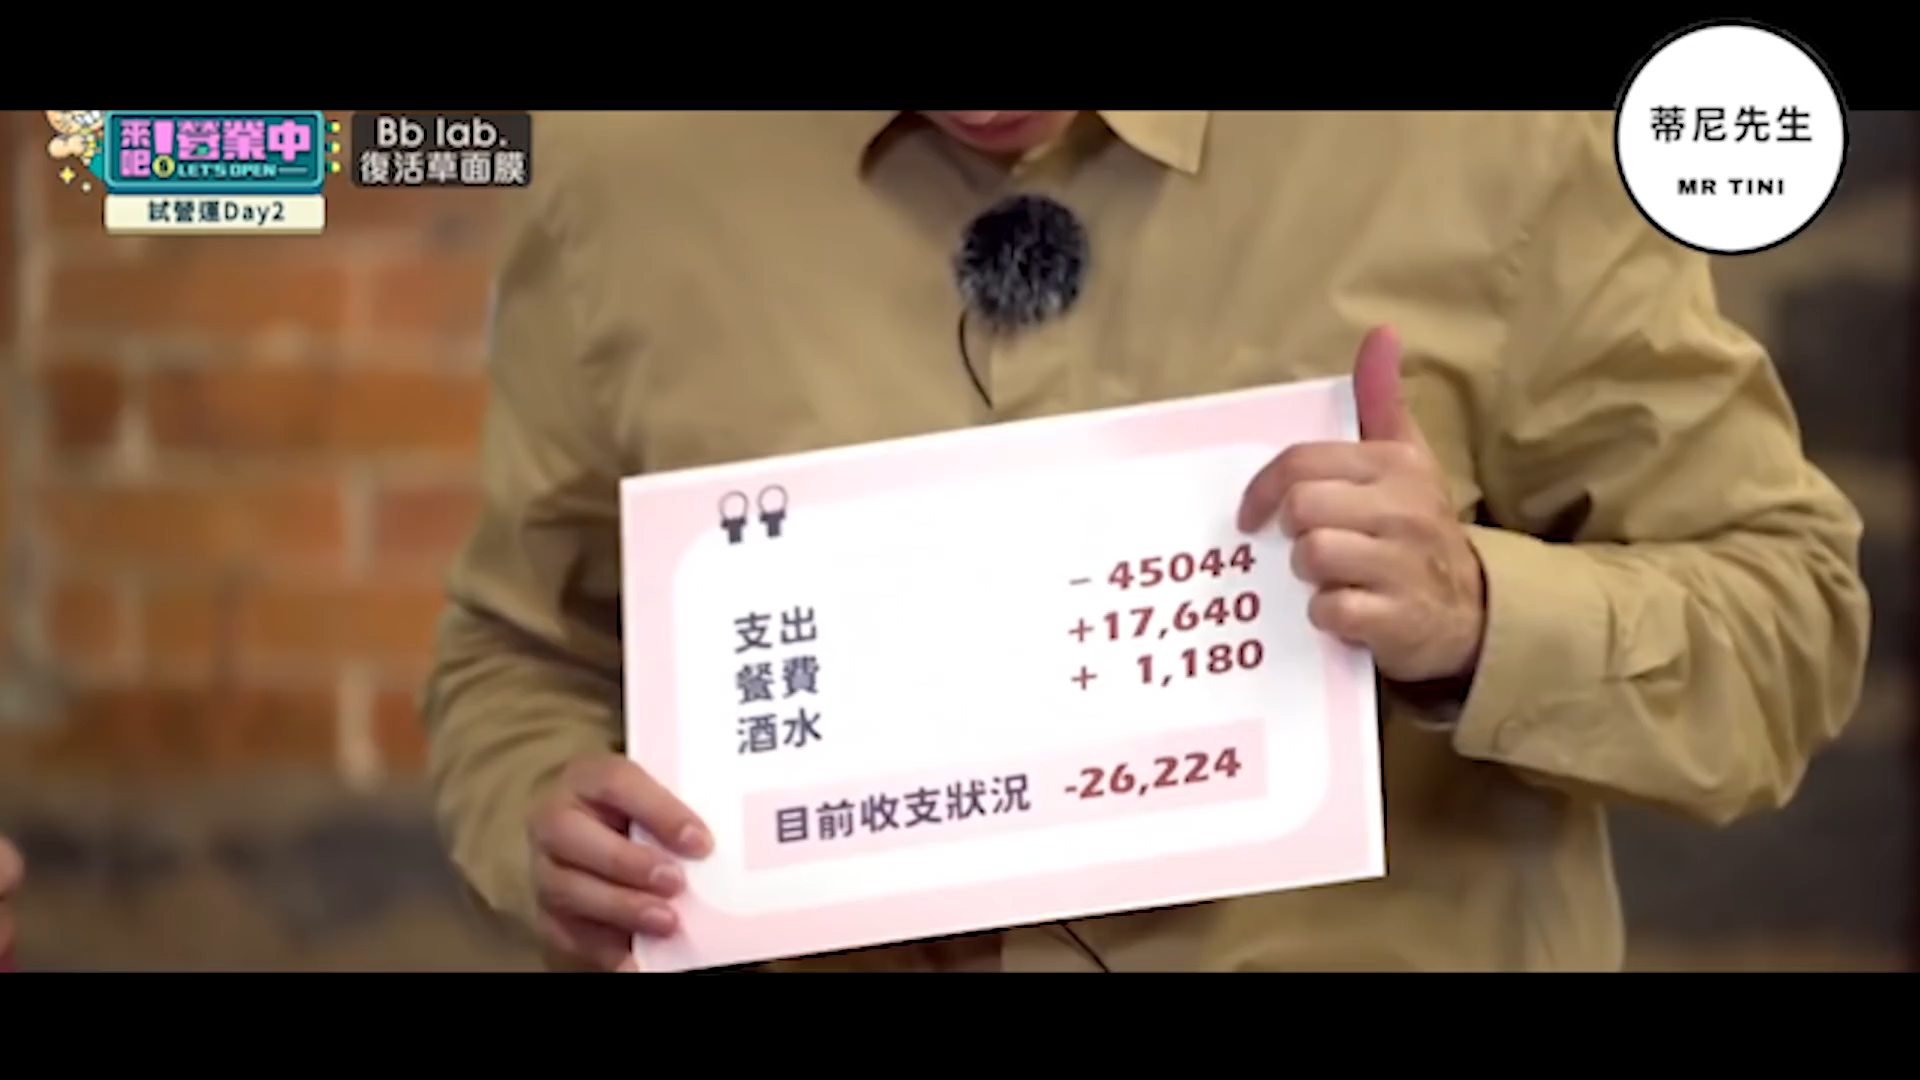 來吧!營業中
LET'S OPEN
試營運Day2
Bb lab.
復活草面膜
蒂尼先生
MR TINI
支出 - 45044
餐費 +17,640
酒水 + 1,180
目前收支狀況 -26,224